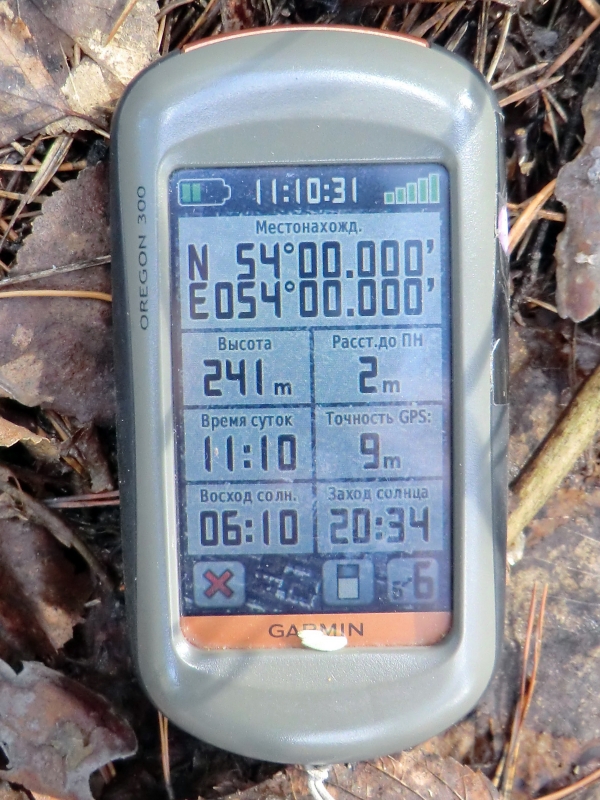 OREGON 300
11:10:31
Местонахожд.
N 54°00.000'
E054°00.000'
Высота Расст.до ПН
241m 2m
Время суток Точность GPS:
11:10 9m
Восход солн. Заход солнца
06:10 20:34
6
GARMIN